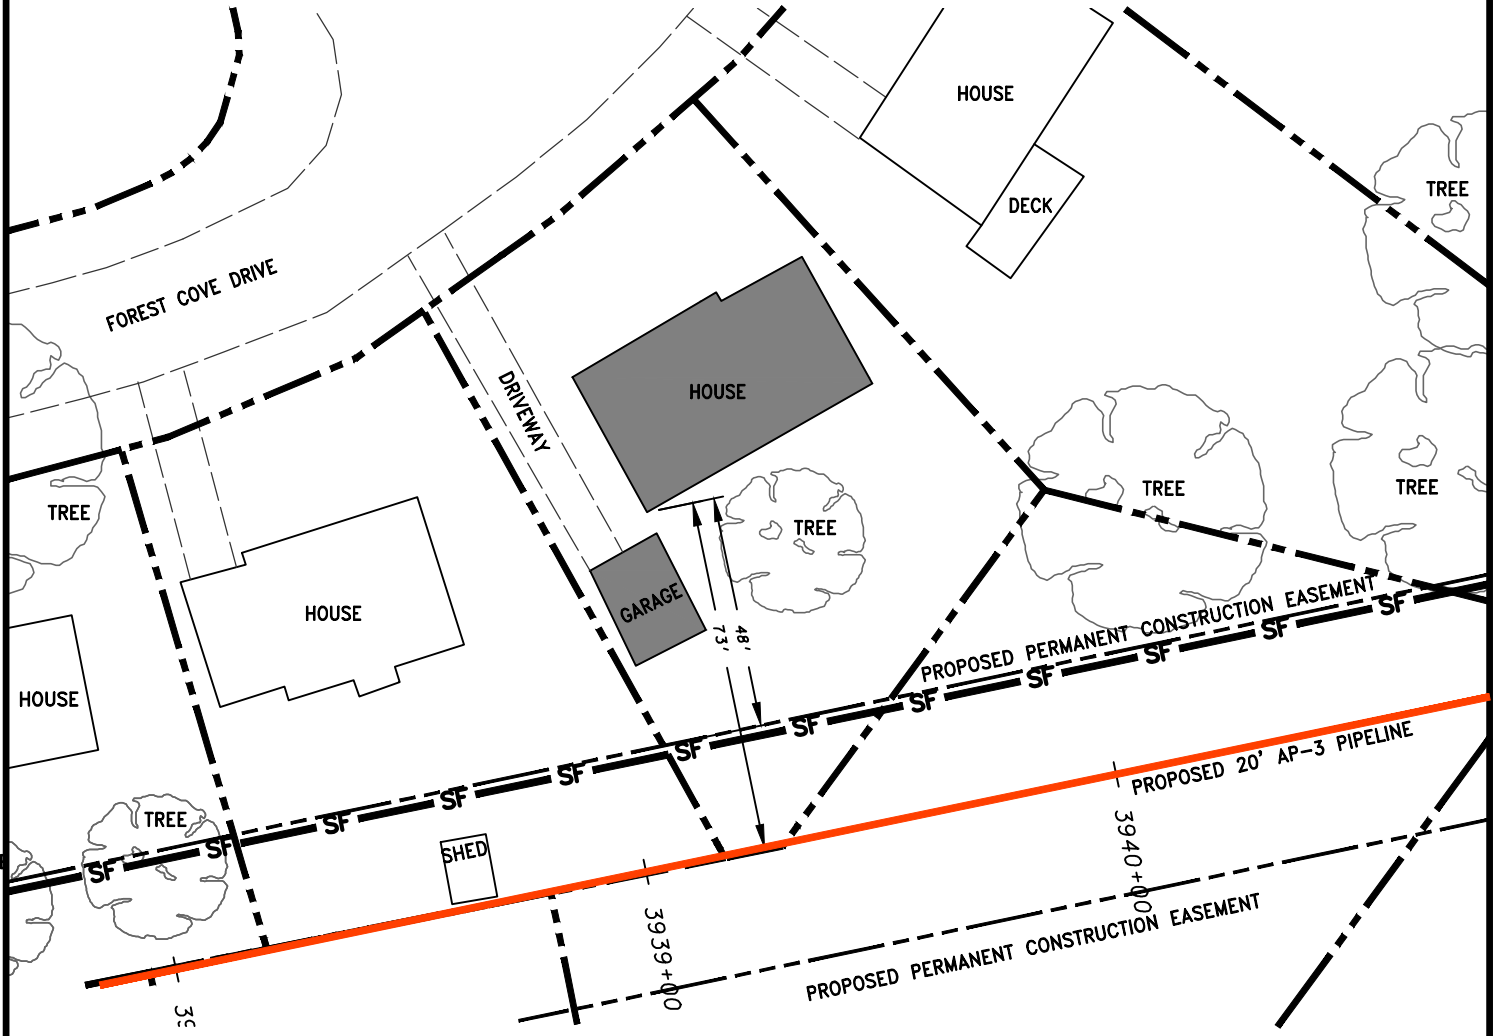 HOUSE
TREE
DECK
FOREST COVE DRIVE
HOUSE
DRIVEWAY
TREE
TREE
TREE
TREE
GARAGE
HOUSE
48'
73'
PROPOSED PERMANENT CONSTRUCTION EASEMENT
SF
SF
SF
SF
SF
SF
SF
SF
SF
SF
SF
SF
HOUSE
TREE
SHED
PROPOSED 20' AP-3 PIPELINE
3940+00
3939+00
PROPOSED PERMANENT CONSTRUCTION EASEMENT